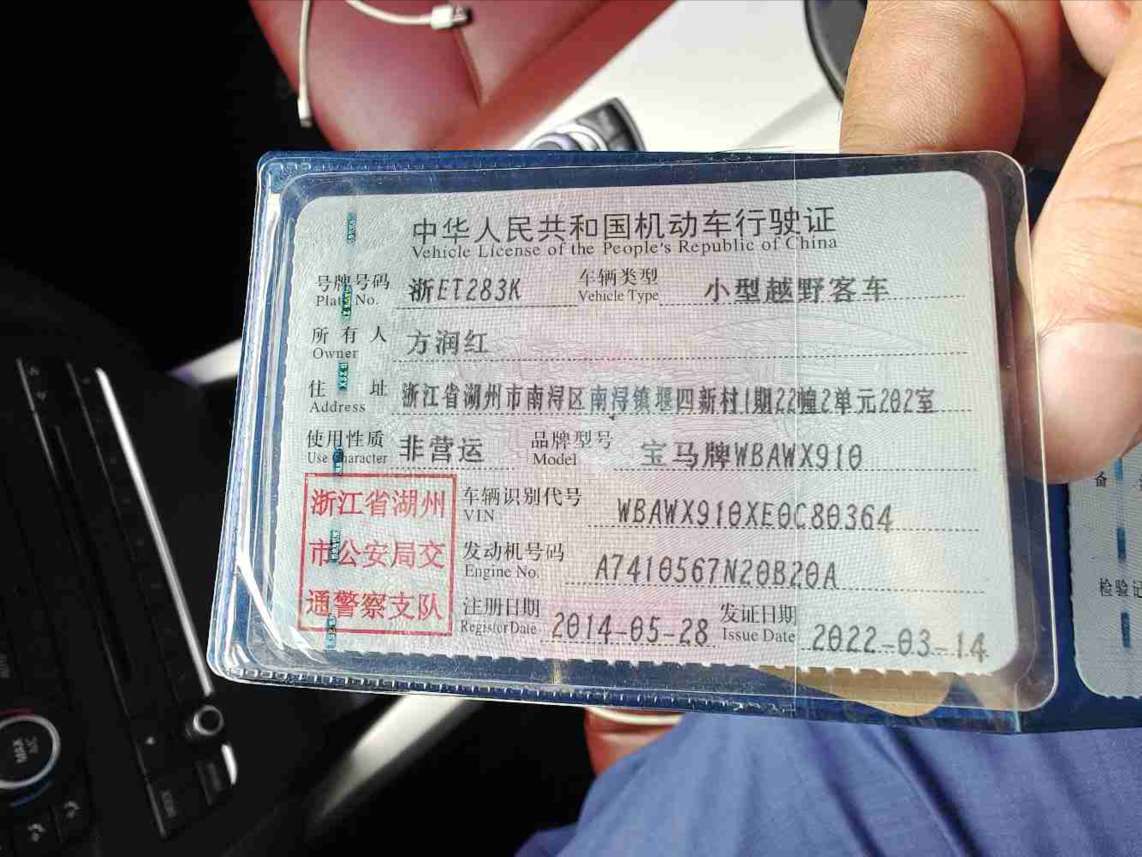 中华人民共和国机动车行驶证
Vehicle License of the People's Republic of China
号牌号码 浙ET283K 车辆类型 小型越野客车
Plate No. Vehicle Type
所有人 方润红
Owner
住址 浙江省湖州市南浔区南浔镇堰四新村1期22幢2单元202室
Address
使用性质 非营运 品牌型号 宝马牌WBAWX910
Use Character Model
浙江省湖州
市公安局交
通警察支队
车辆识别代号 WBAWX910XE0C80364
VIN
发动机号码 A7410567N20B20A
Engine No.
注册日期 2014-05-28 发证日期 2022-03-14
Register Date Issue Date
备
检验记